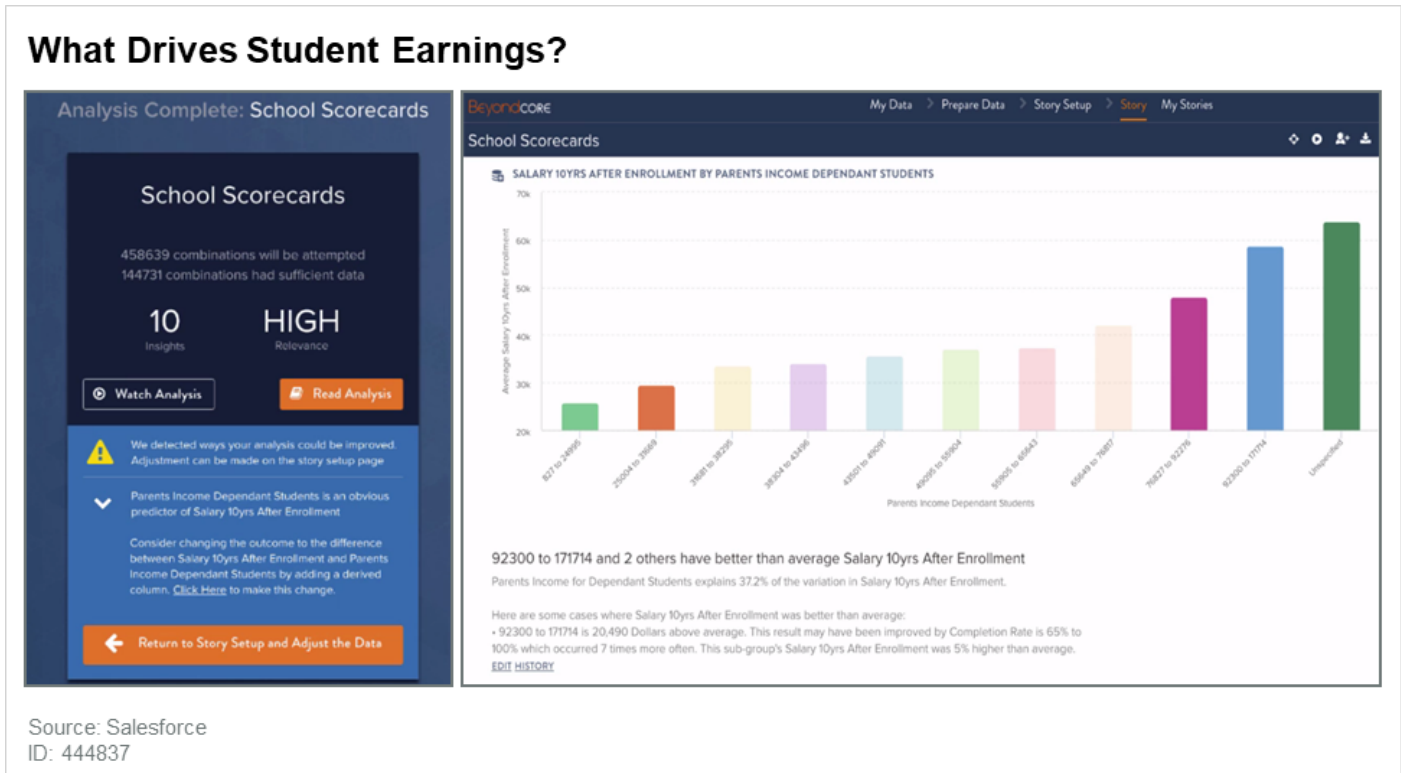 What Drives Student Earnings?
Analysis Complete: School Scorecards
School Scorecards
458639 combinations will be attempted
144731 combinations had sufficient data
10
Insights
HIGH
Relevance
Watch Analysis
Read Analysis
We detected ways your analysis could be improved.
Adjustment can be made on the story setup page
Parents Income Dependant Students is an obvious
predictor of Salary 10yrs After Enrollment
Consider changing the outcome to the difference
between Salary 10yrs After Enrollment and Parents
Income Dependant Students by adding a derived
column. Click Here to make this change.
Return to Story Setup and Adjust the Data
BeyondCORE
My Data > Prepare Data > Story Setup > Story My Stories
School Scorecards
SALARY 10YRS AFTER ENROLLMENT BY PARENTS INCOME DEPENDANT STUDENTS
Average Salary 10yrs After Enrollment
70k
60k
50k
40k
30k
20k
827 to 24995
25004 to 31669
31681 to 38295
38304 to 43496
43501 to 49091
49095 to 55904
55905 to 65643
65649 to 76817
76827 to 92276
92300 to 171714
Unspecified
Parents Income Dependant Students
92300 to 171714 and 2 others have better than average Salary 10yrs After Enrollment
Parents Income for Dependant Students explains 37.2% of the variation in Salary 10yrs After Enrollment.
Here are some cases where Salary 10yrs After Enrollment was better than average:
• 92300 to 171714 is 20,490 Dollars above average. This result may have been improved by Completion Rate is 65% to
100% which occurred 7 times more often. This sub-group's Salary 10yrs After Enrollment was 5% higher than average.
EDIT HISTORY
Source: Salesforce
ID: 444837